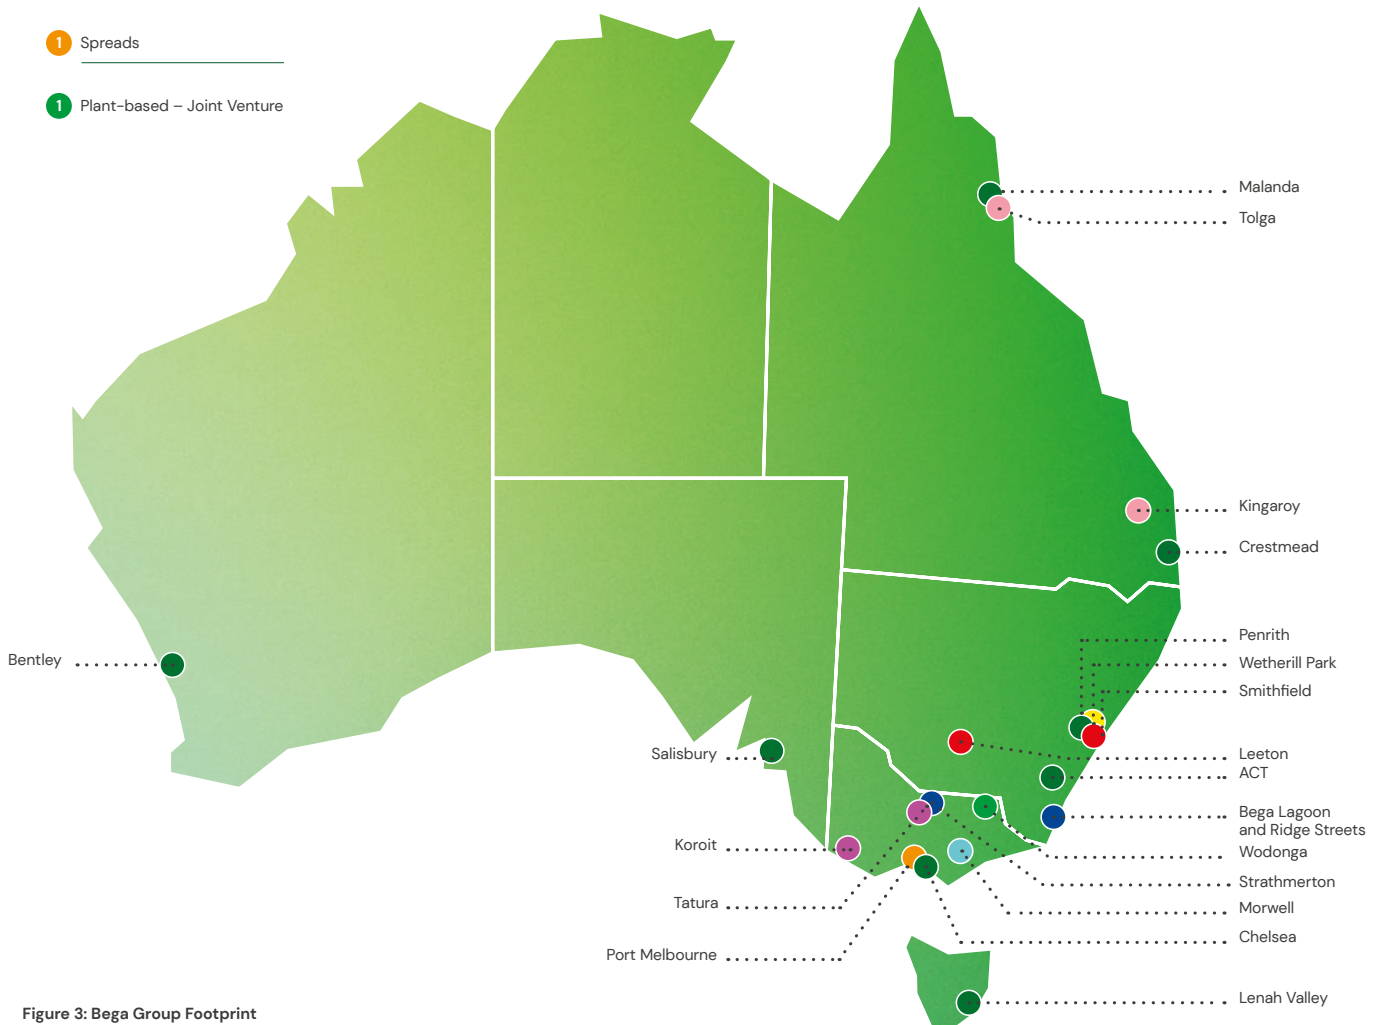 1 Spreads
1 Plant-based – Joint Venture
Malanda
Tolga
Kingaroy
Crestmead
Penrith
Bentley
Wetherill Park
Smithfield
Salisbury
Leeton
ACT
Bega Lagoon
and Ridge Streets
Koroit
Wodonga
Strathmerton
Tatura
Morwell
Chelsea
Port Melbourne
Lenah Valley
Figure 3: Bega Group Footprint